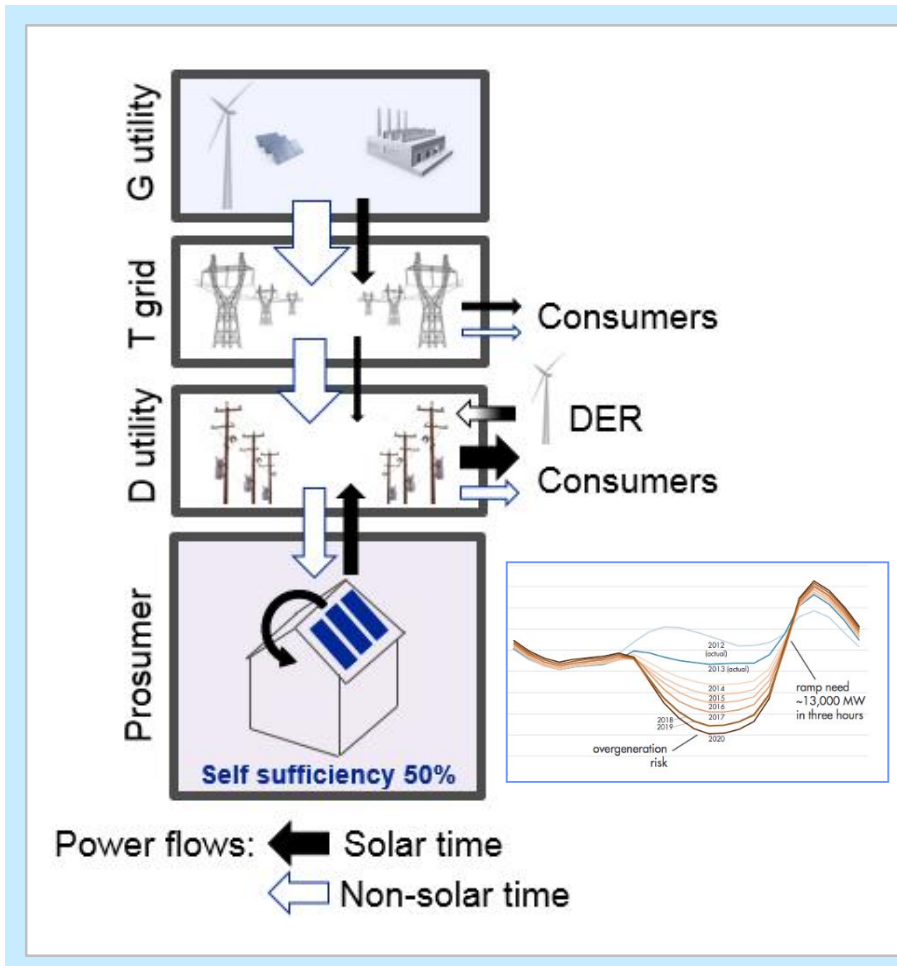 G utility
T grid
Consumers
DER
D utility
Consumers
Prosumer
Self sufficiency 50%
2012
(actual)
2013 (actual)
2014
2015
2016
2017
2018
2019
2020
ramp need
~13,000 MW
in three hours
overgeneration
risk
Power flows:
Solar time
Non-solar time